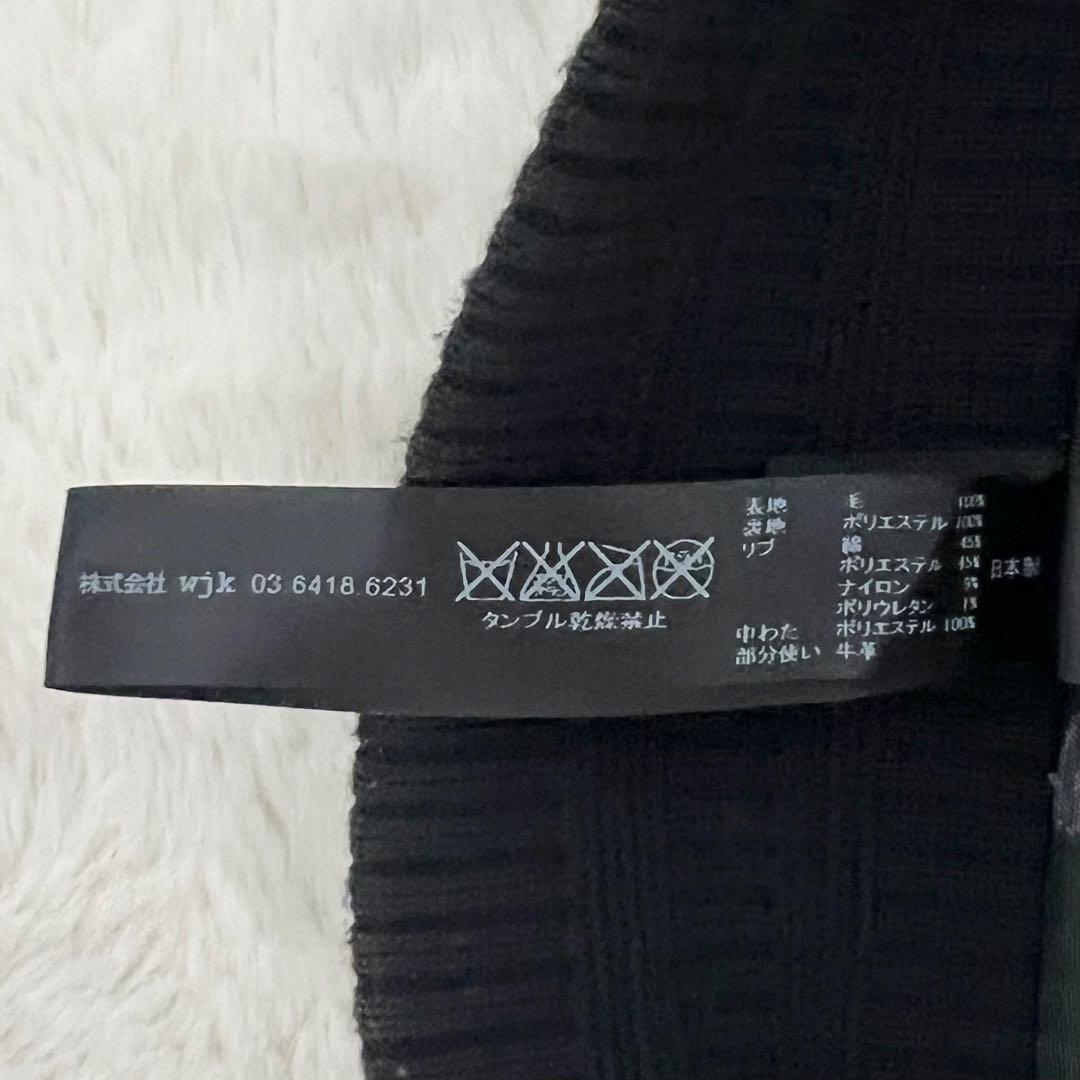 株式会社 wjk 03.6418.6231
タンブル乾燥禁止
表地 毛 100%
裏地 ポリエステル 100%
リブ 綿 45%
ポリエステル 45%
ナイロン 9%
ポリウレタン 1%
中わた ポリエステル 100%
部分使い 牛革
日本製